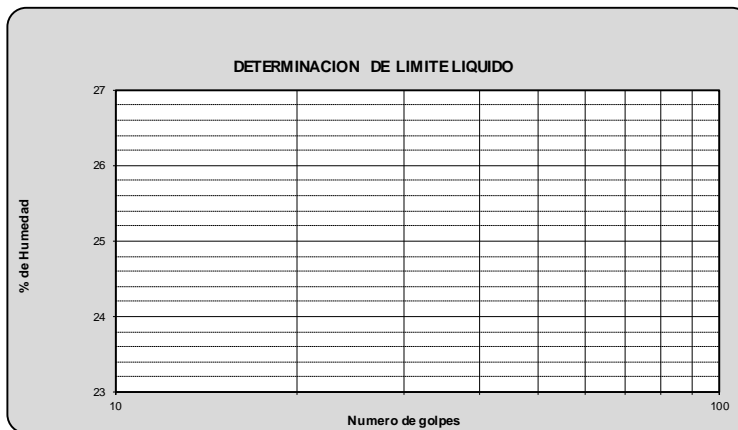 DETERMINACION DE LIMITE LIQUIDO
27
26
25
24
23
% de Humedad
10
100
Numero de golpes